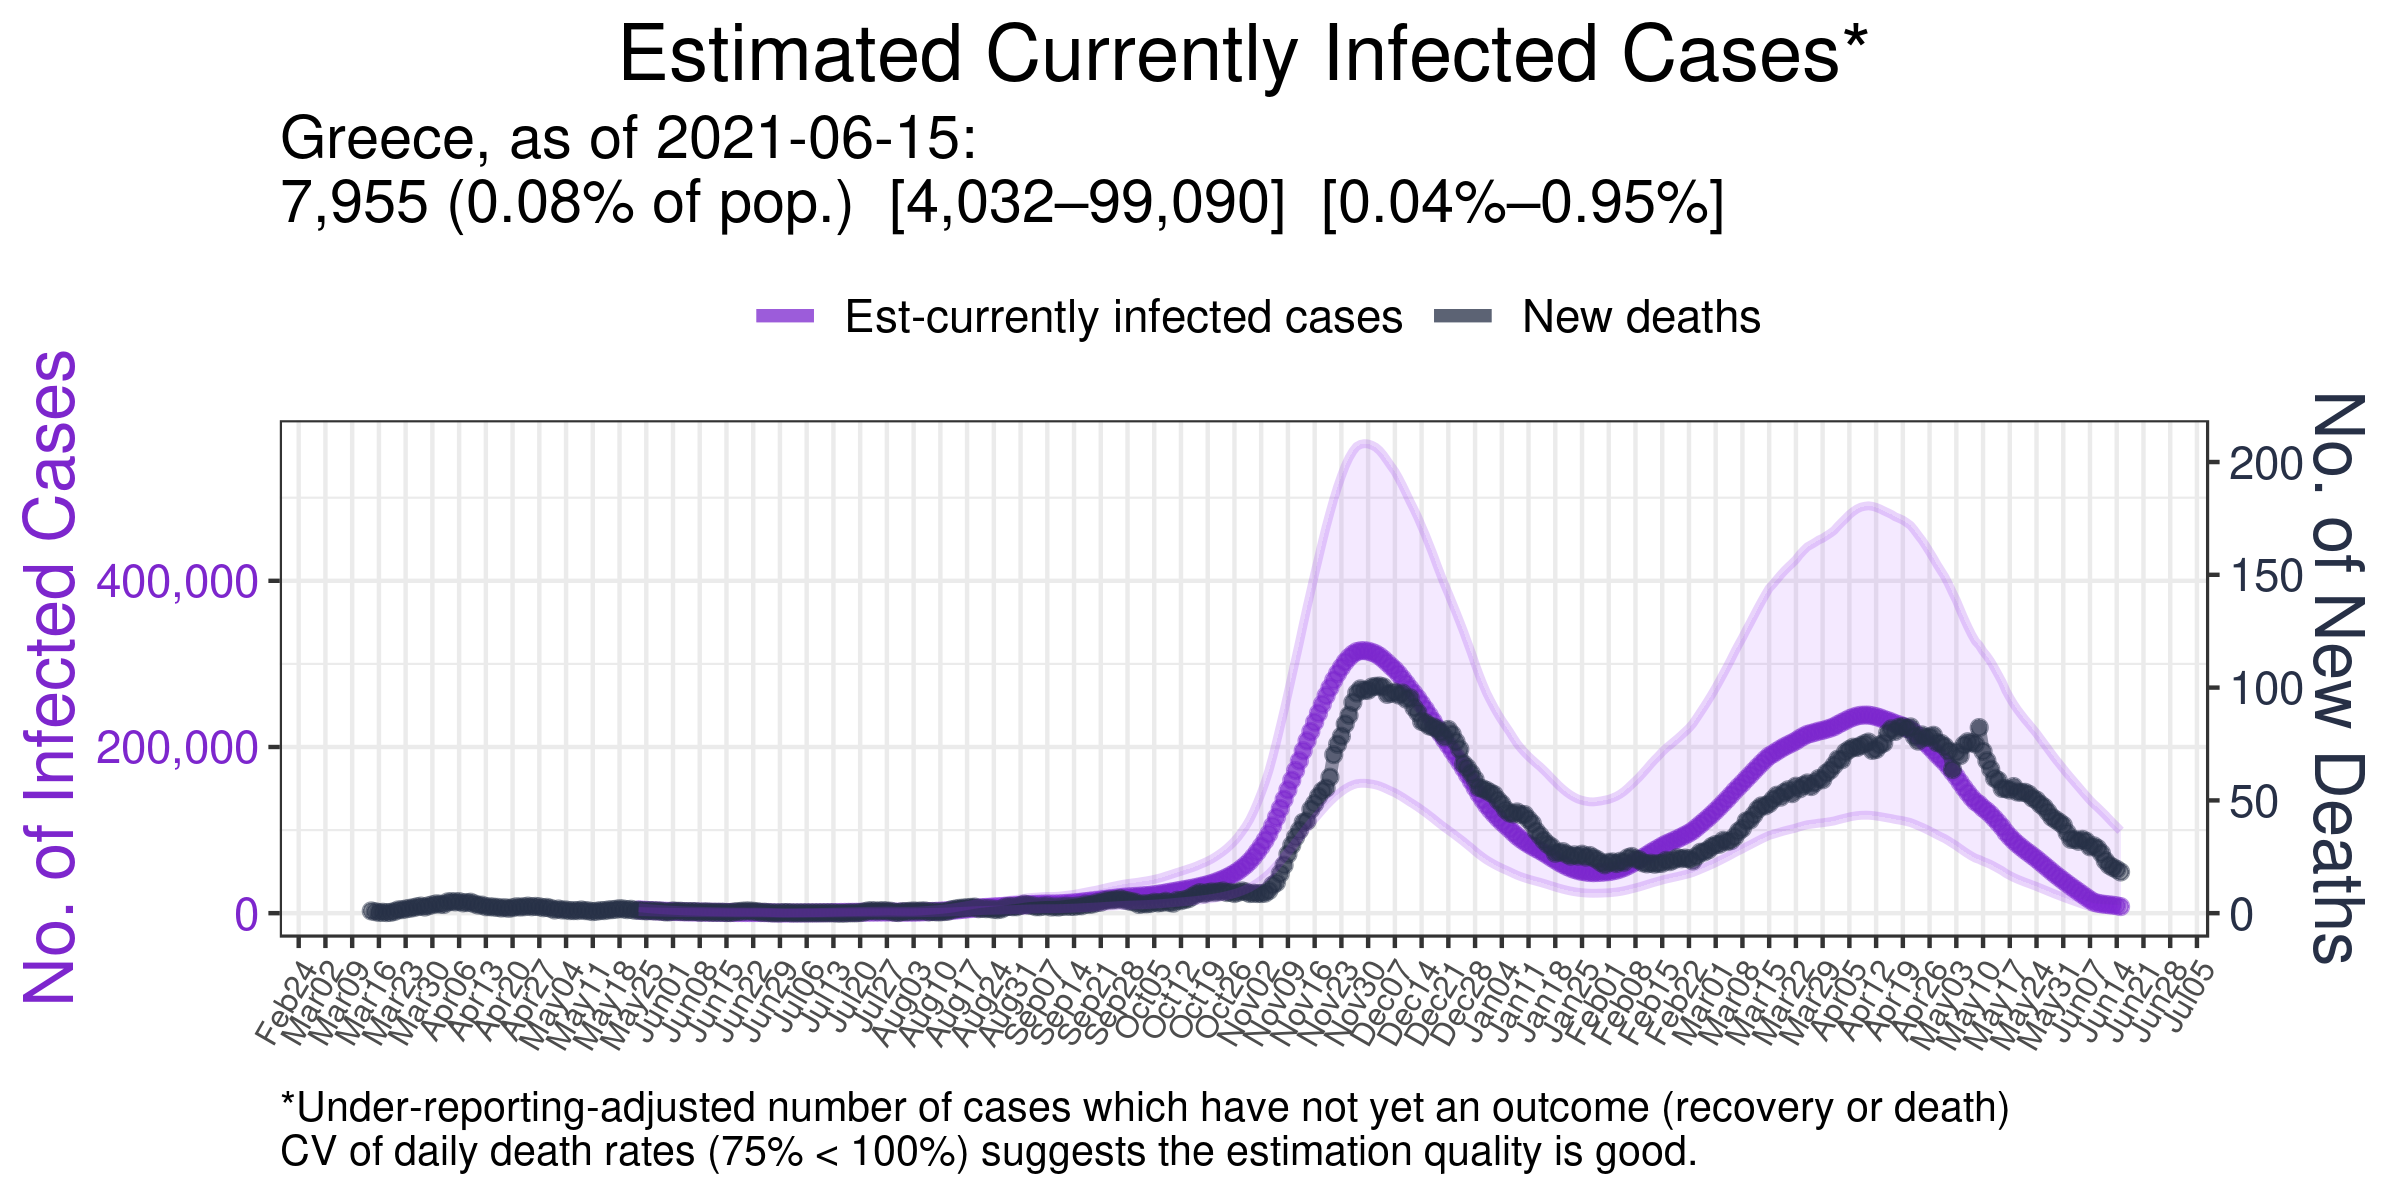 Estimated Currently Infected Cases*
Greece, as of 2021-06-15:
7,955 (0.08% of pop.) [4,032–99,090] [0.04%–0.95%]
Est-currently infected cases New deaths
No. of Infected Cases
400,000
200,000
0
200
150
100
50
0
No. of New Deaths
Feb24
Mar02
Mar09
Mar16
Mar23
Mar30
Apr06
Apr13
Apr20
Apr27
May04
May11
May18
May25
Jun01
Jun08
Jun15
Jun22
Jun29
Jul06
Jul13
Jul20
Jul27
Aug03
Aug10
Aug17
Aug24
Aug31
Sep07
Sep14
Sep21
Sep28
Oct05
Oct12
Oct19
Oct26
Nov02
Nov09
Nov16
Nov23
Nov30
Dec07
Dec14
Dec21
Dec28
Jan04
Jan11
Jan18
Jan25
Feb01
Feb08
Feb15
Feb22
Mar01
Mar08
Mar15
Mar22
Mar29
Apr05
Apr12
Apr19
Apr26
May03
May10
May17
May24
May31
Jun07
Jun14
Jun21
Jun28
Jul05
*Under-reporting-adjusted number of cases which have not yet an outcome (recovery or death)
CV of daily death rates (75% < 100%) suggests the estimation quality is good.